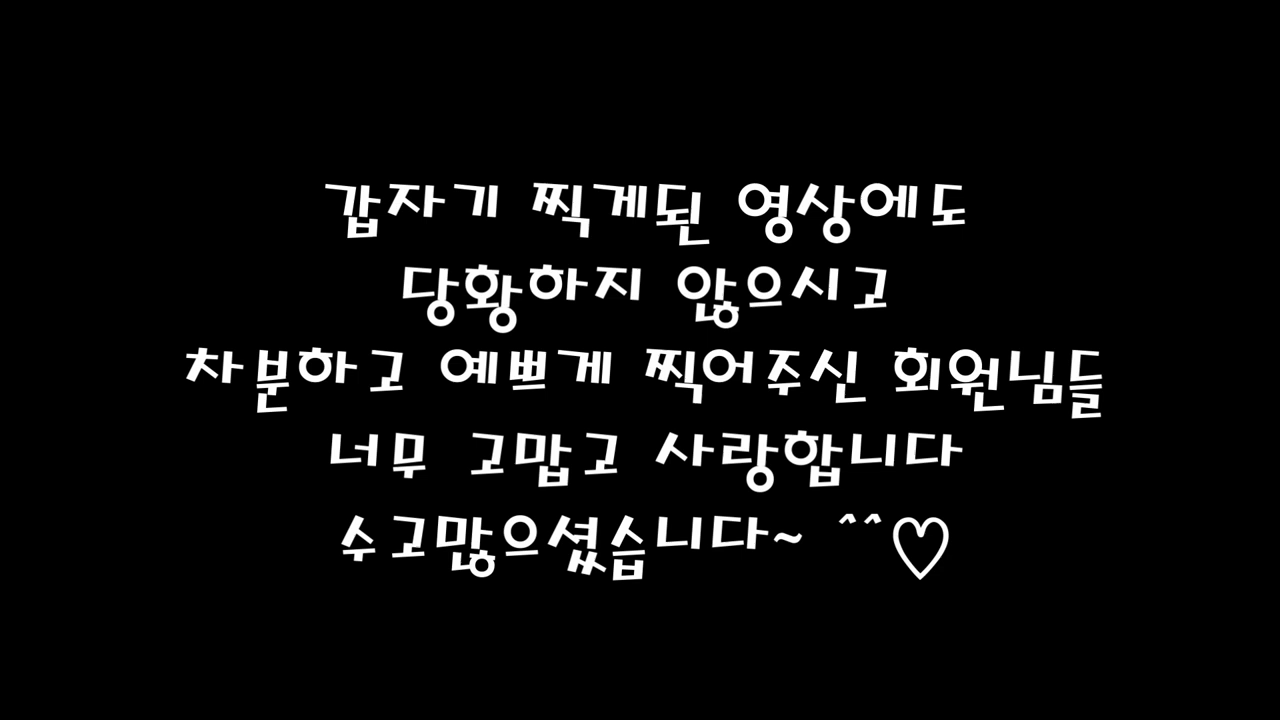 갑자기 찍게된 영상에도
당황하지 않으시고
차분하고 예쁘게 찍어주신 회원님들
너무 고맙고 사랑합니다
수고많으셨습니다~ ^^♡